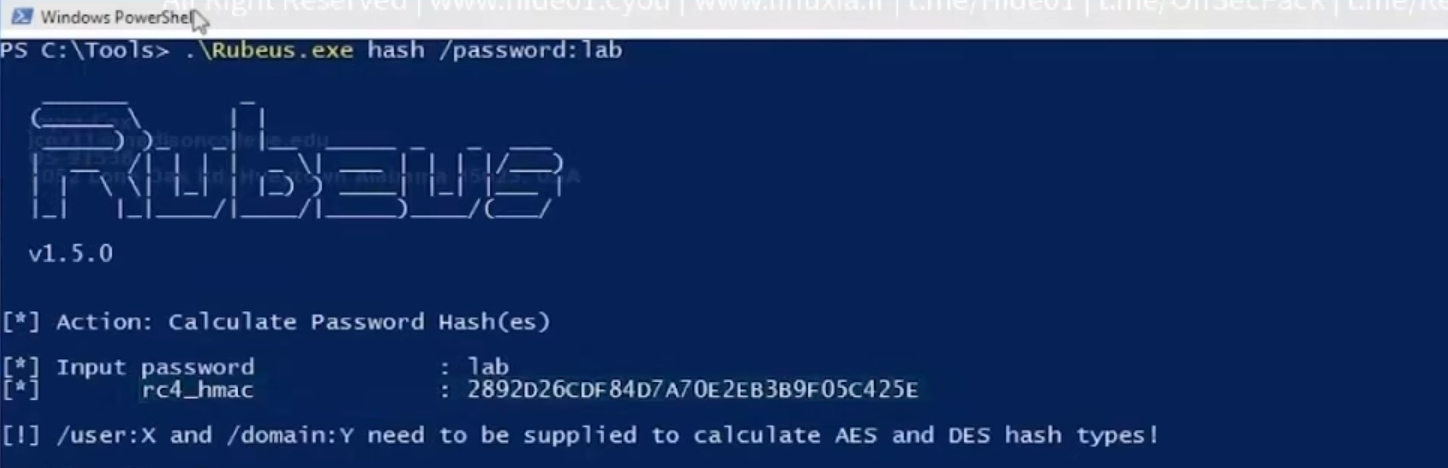 All Right Reserved | www.hide01.cyou | www.linuxia.ir | t.me/Hide01 | t.me/OffSecPack | t.me/Re
Windows PowerShell
PS C:\Tools> .\Rubeus.exe hash /password:lab
Rubeus
v1.5.0
[*] Action: Calculate Password Hash(es)
[*] Input password : lab
[*] rc4_hmac : 2892D26CDF84D7A70E2EB3B9F05C425E
[!] /user:X and /domain:Y need to be supplied to calculate AES and DES hash types!